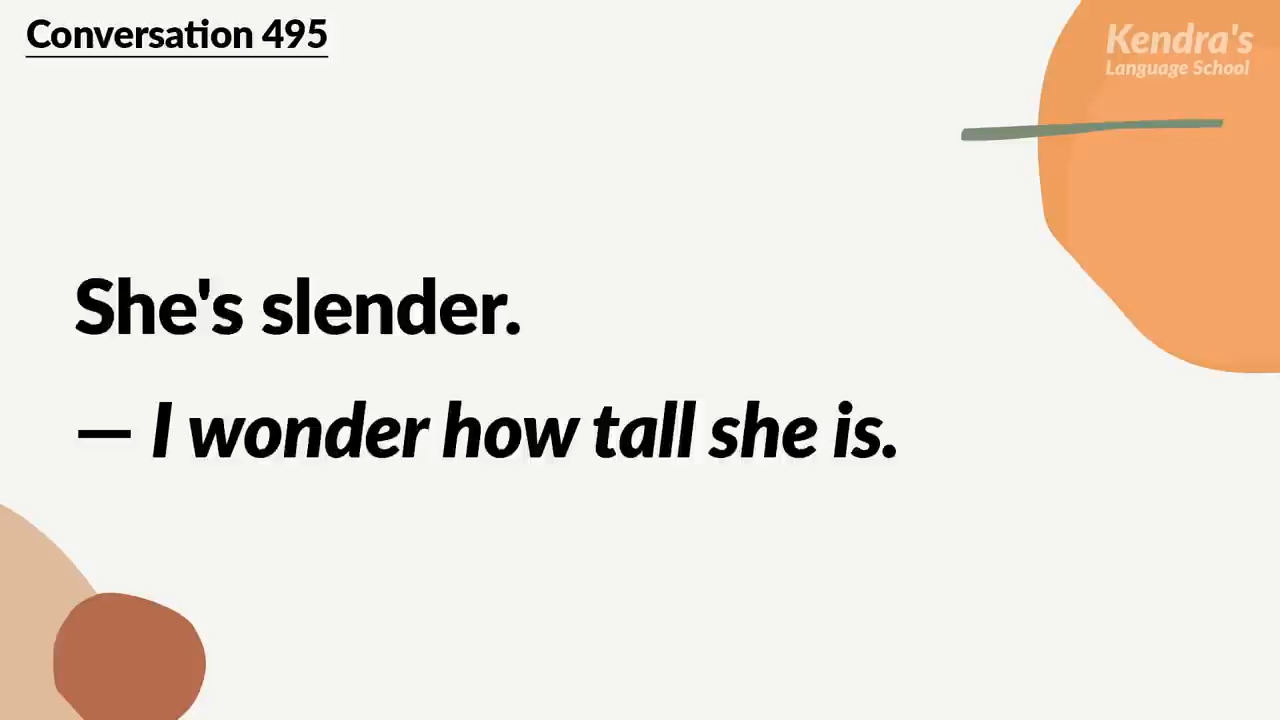 Conversation 495
Kendra's
Language School
She's slender.
— I wonder how tall she is.